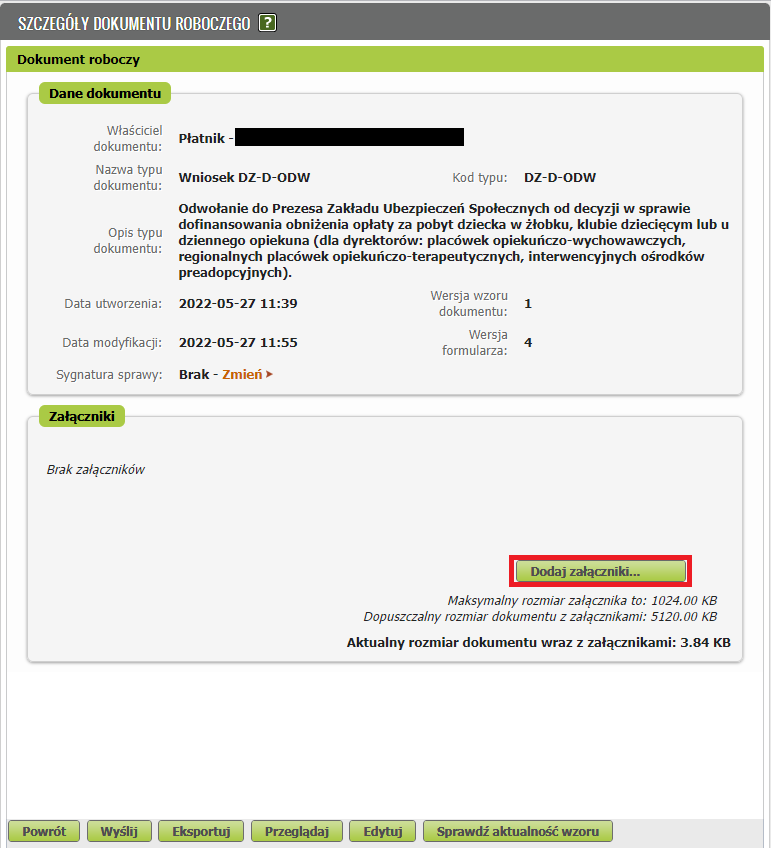 SZCZEGÓŁY DOKUMENTU ROBOCZEGO ?
Dokument roboczy
Dane dokumentu
Właściciel
dokumentu:
Płatnik -
Nazwa typu
dokumentu:
Wniosek DZ-D-ODW
Kod typu:
DZ-D-ODW
Opis typu
dokumentu:
Odwołanie do Prezesa Zakładu Ubezpieczeń Społecznych od decyzji w sprawie
dofinansowania obniżenia opłaty za pobyt dziecka w żłobku, klubie dziecięcym lub u
dziennego opiekuna (dla dyrektorów: placówek opiekuńczo-wychowawczych,
regionalnych placówek opiekuńczo-terapeutycznych, interwencyjnych ośrodków
preadopcyjnych).
Data utworzenia:
2022-05-27 11:39
Wersja wzoru
dokumentu:
1
Data modyfikacji:
2022-05-27 11:55
Wersja
formularza:
4
Sygnatura sprawy:
Brak - Zmień
Załączniki
Brak załączników
Dodaj załączniki...
Maksymalny rozmiar załącznika to: 1024.00 KB
Dopuszczalny rozmiar dokumentu z załącznikami: 5120.00 KB
Aktualny rozmiar dokumentu wraz z załącznikami: 3.84 KB
Powrót
Wyślij
Eksportuj
Przeglądaj
Edytuj
Sprawdź aktualność wzoru